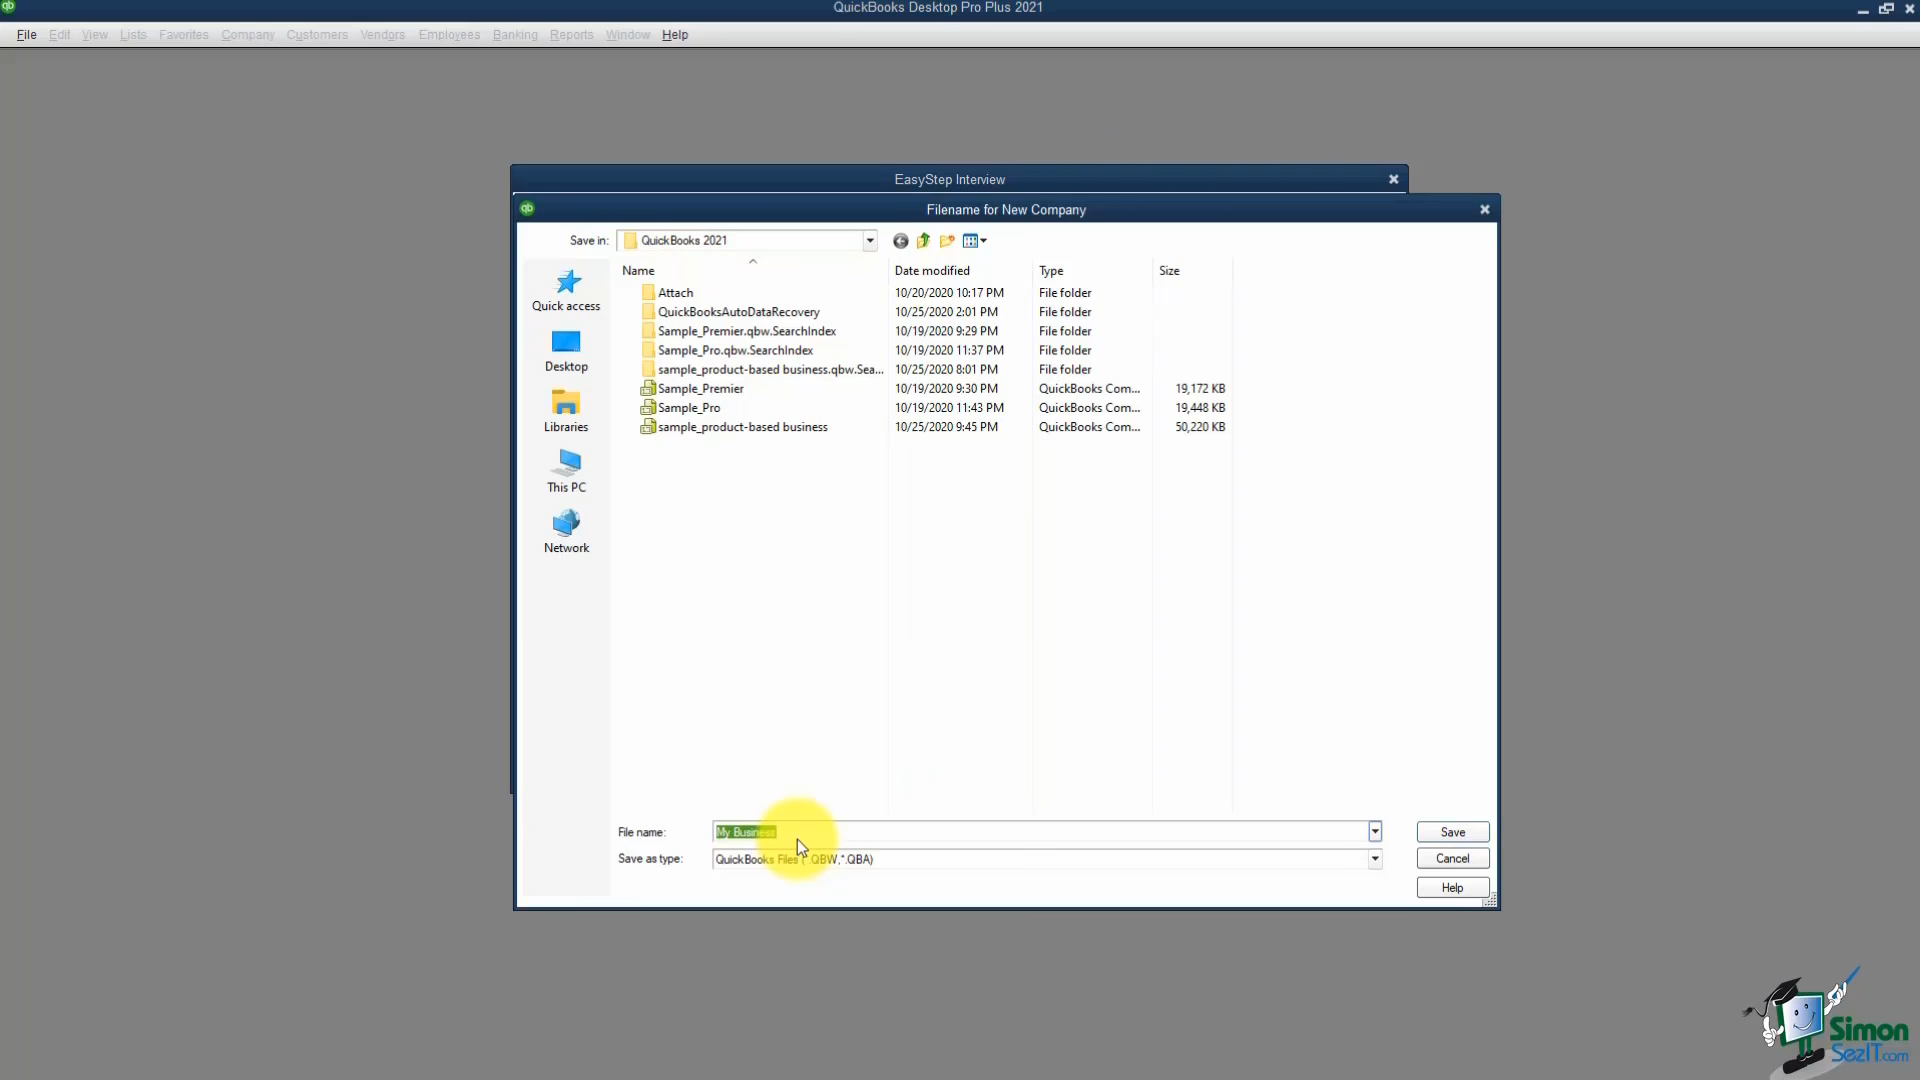 QuickBooks Desktop Pro Plus 2021
File Edit View Lists Favorites Company Customers Vendors Employees Banking Reports Window Help
EasyStep Interview
Filename for New Company
Save in: QuickBooks 2021
Quick access
Desktop
Libraries
This PC
Network
Name Date modified Type Size
Attach 10/20/2020 10:17 PM File folder
QuickBooksAutoDataRecovery 10/25/2020 2:01 PM File folder
Sample_Premier.qbw.SearchIndex 10/19/2020 9:29 PM File folder
Sample_Pro.qbw.SearchIndex 10/19/2020 11:37 PM File folder
sample_product-based business.qbw.Sea... 10/25/2020 8:01 PM File folder
Sample_Premier 10/19/2020 9:30 PM QuickBooks Com... 19,172 KB
Sample_Pro 10/19/2020 11:43 PM QuickBooks Com... 19,448 KB
sample_product-based business 10/25/2020 9:45 PM QuickBooks Com... 50,220 KB
File name: My Business Save
Save as type: QuickBooks Files (*.QBW,*.QBA) Cancel
Help
Simon
SezIT.com